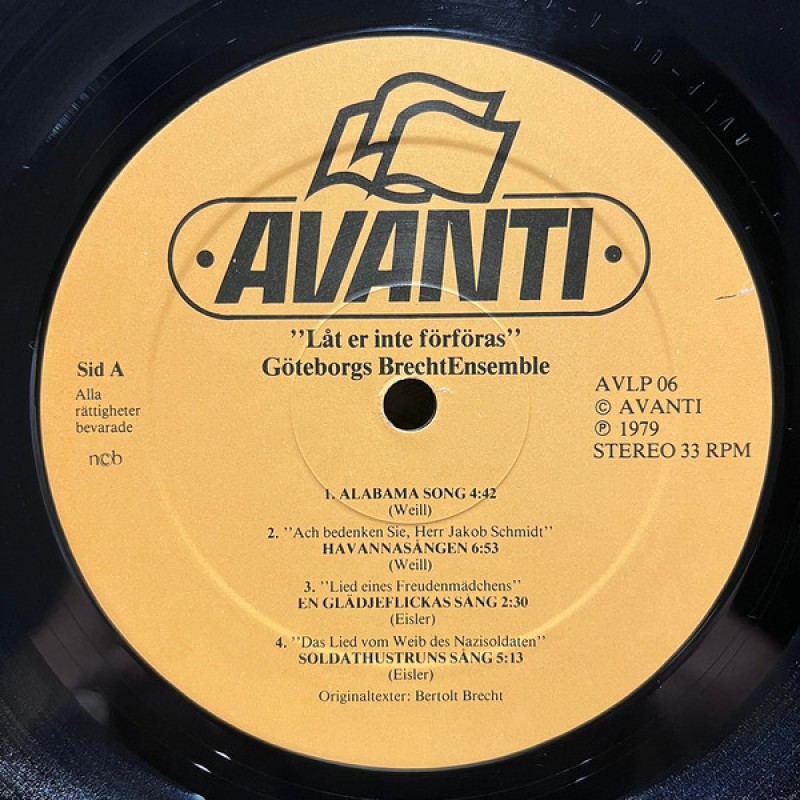 AVANTI
"Låt er inte förföras"
Göteborgs BrechtEnsemble
Sid A
Alla
rättigheter
bevarade
ncb
AVLP 06
© AVANTI
℗ 1979
STEREO 33 RPM
1. ALABAMA SONG 4:42
(Weill)
2. "Ach bedenken Sie, Herr Jakob Schmidt"
HAVANNASÅNGEN 6:53
(Weill)
3. "Lied eines Freudenmädchens"
EN GLÄDJEFLICKAS SÅNG 2:30
(Eisler)
4. "Das Lied vom Weib des Nazisoldaten"
SOLDATHUSTRUNS SÅNG 5:13
(Eisler)
Originaltexter: Bertolt Brecht